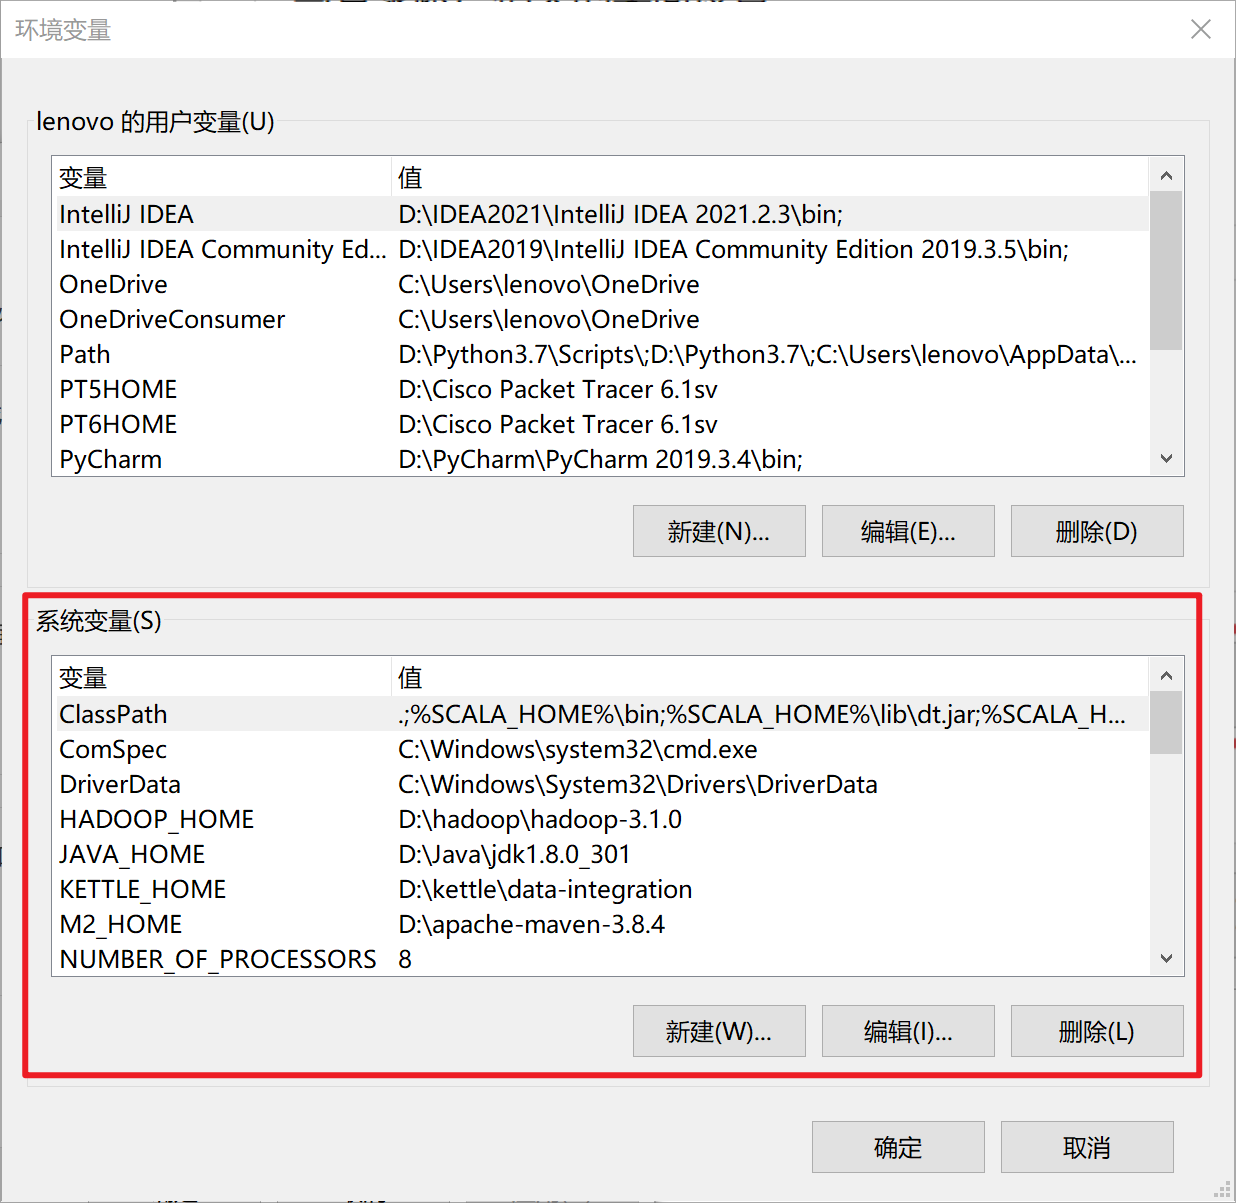 环境变量
lenovo 的用户变量(U)
变量 值
IntelliJ IDEA D:\IDEA2021\IntelliJ IDEA 2021.2.3\bin;
IntelliJ IDEA Community Ed... D:\IDEA2019\IntelliJ IDEA Community Edition 2019.3.5\bin;
OneDrive C:\Users\lenovo\OneDrive
OneDriveConsumer C:\Users\lenovo\OneDrive
Path D:\Python3.7\Scripts\;D:\Python3.7\;C:\Users\lenovo\AppData\...
PT5HOME D:\Cisco Packet Tracer 6.1sv
PT6HOME D:\Cisco Packet Tracer 6.1sv
PyCharm D:\PyCharm\PyCharm 2019.3.4\bin;
新建(N)... 编辑(E)... 删除(D)
系统变量(S)
变量 值
ClassPath .;%SCALA_HOME%\bin;%SCALA_HOME%\lib\dt.jar;%SCALA_H...
ComSpec C:\Windows\system32\cmd.exe
DriverData C:\Windows\System32\Drivers\DriverData
HADOOP_HOME D:\hadoop\hadoop-3.1.0
JAVA_HOME D:\Java\jdk1.8.0_301
KETTLE_HOME D:\kettle\data-integration
M2_HOME D:\apache-maven-3.8.4
NUMBER_OF_PROCESSORS 8
新建(W)... 编辑(I)... 删除(L)
确定 取消